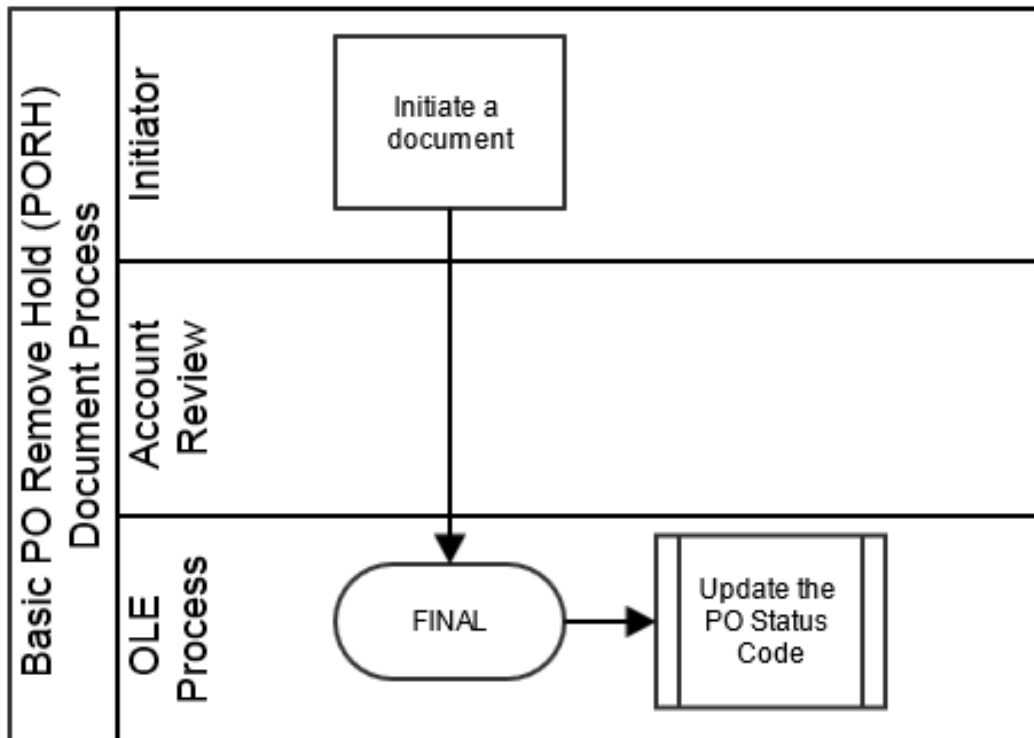 Basic PO Remove Hold (PORH)
Document Process
Initiator
Initiate a
document
Account
Review
OLE
Process
FINAL
Update the
PO Status
Code